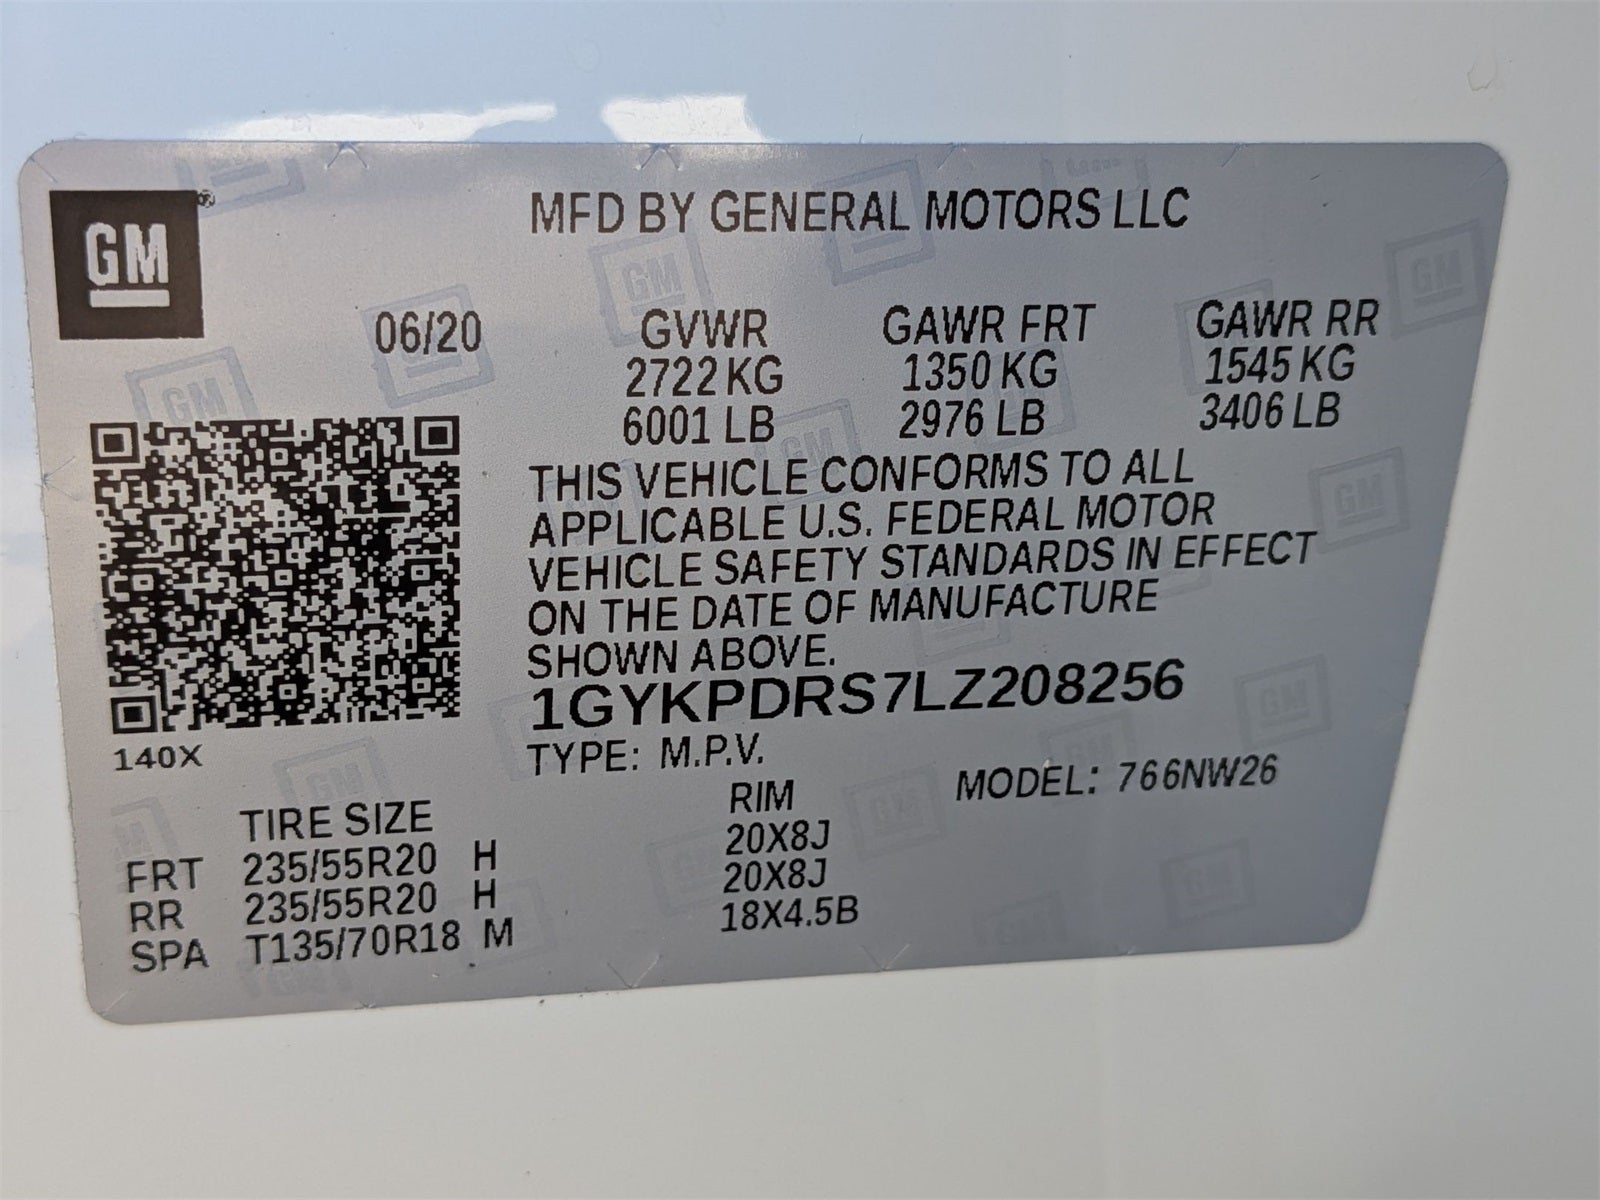 GM®
MFD BY GENERAL MOTORS LLC
06/20 GVWR GAWR FRT GAWR RR
2722 KG 1350 KG 1545 KG
6001 LB 2976 LB 3406 LB
THIS VEHICLE CONFORMS TO ALL
APPLICABLE U.S. FEDERAL MOTOR
VEHICLE SAFETY STANDARDS IN EFFECT
ON THE DATE OF MANUFACTURE
SHOWN ABOVE.
1GYKPDRS7LZ208256
140X
TYPE: M.P.V.
MODEL: 766NW26
TIRE SIZE RIM
FRT 235/55R20 H 20X8J
RR 235/55R20 H 20X8J
SPA T135/70R18 M 18X4.5B